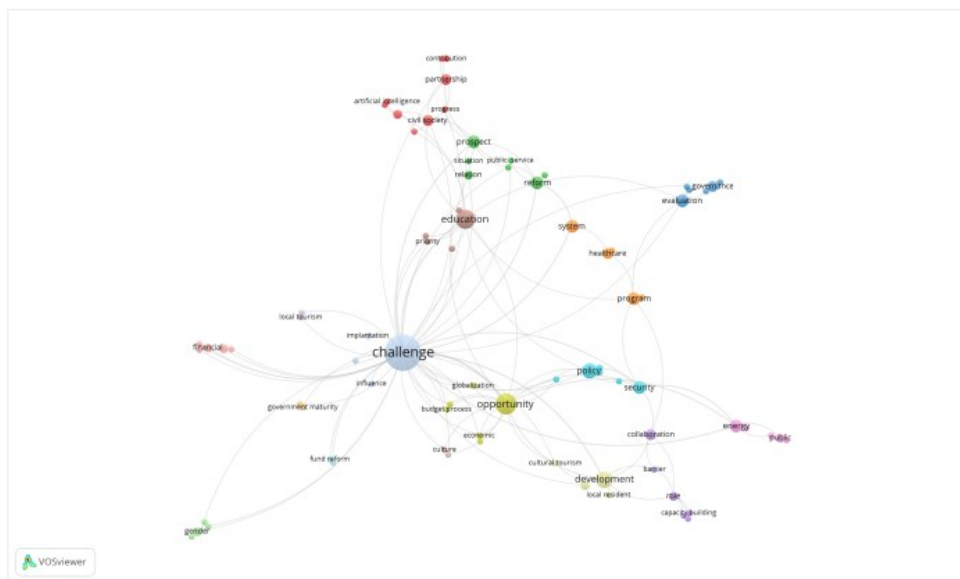 contribution
partnership
artificial intelligence
progress
civil society
prospect
situation
public service
relation
reform
governance
evaluation
education
system
priority
healthcare
program
local tourism
implantation
financial
challenge
policy
influence
globalization
security
government maturity
budget process
opportunity
energy
economic
collaboration
public
culture
fund reform
cultural tourism
barrier
development
local resident
role
capacity building
gender
VOSviewer